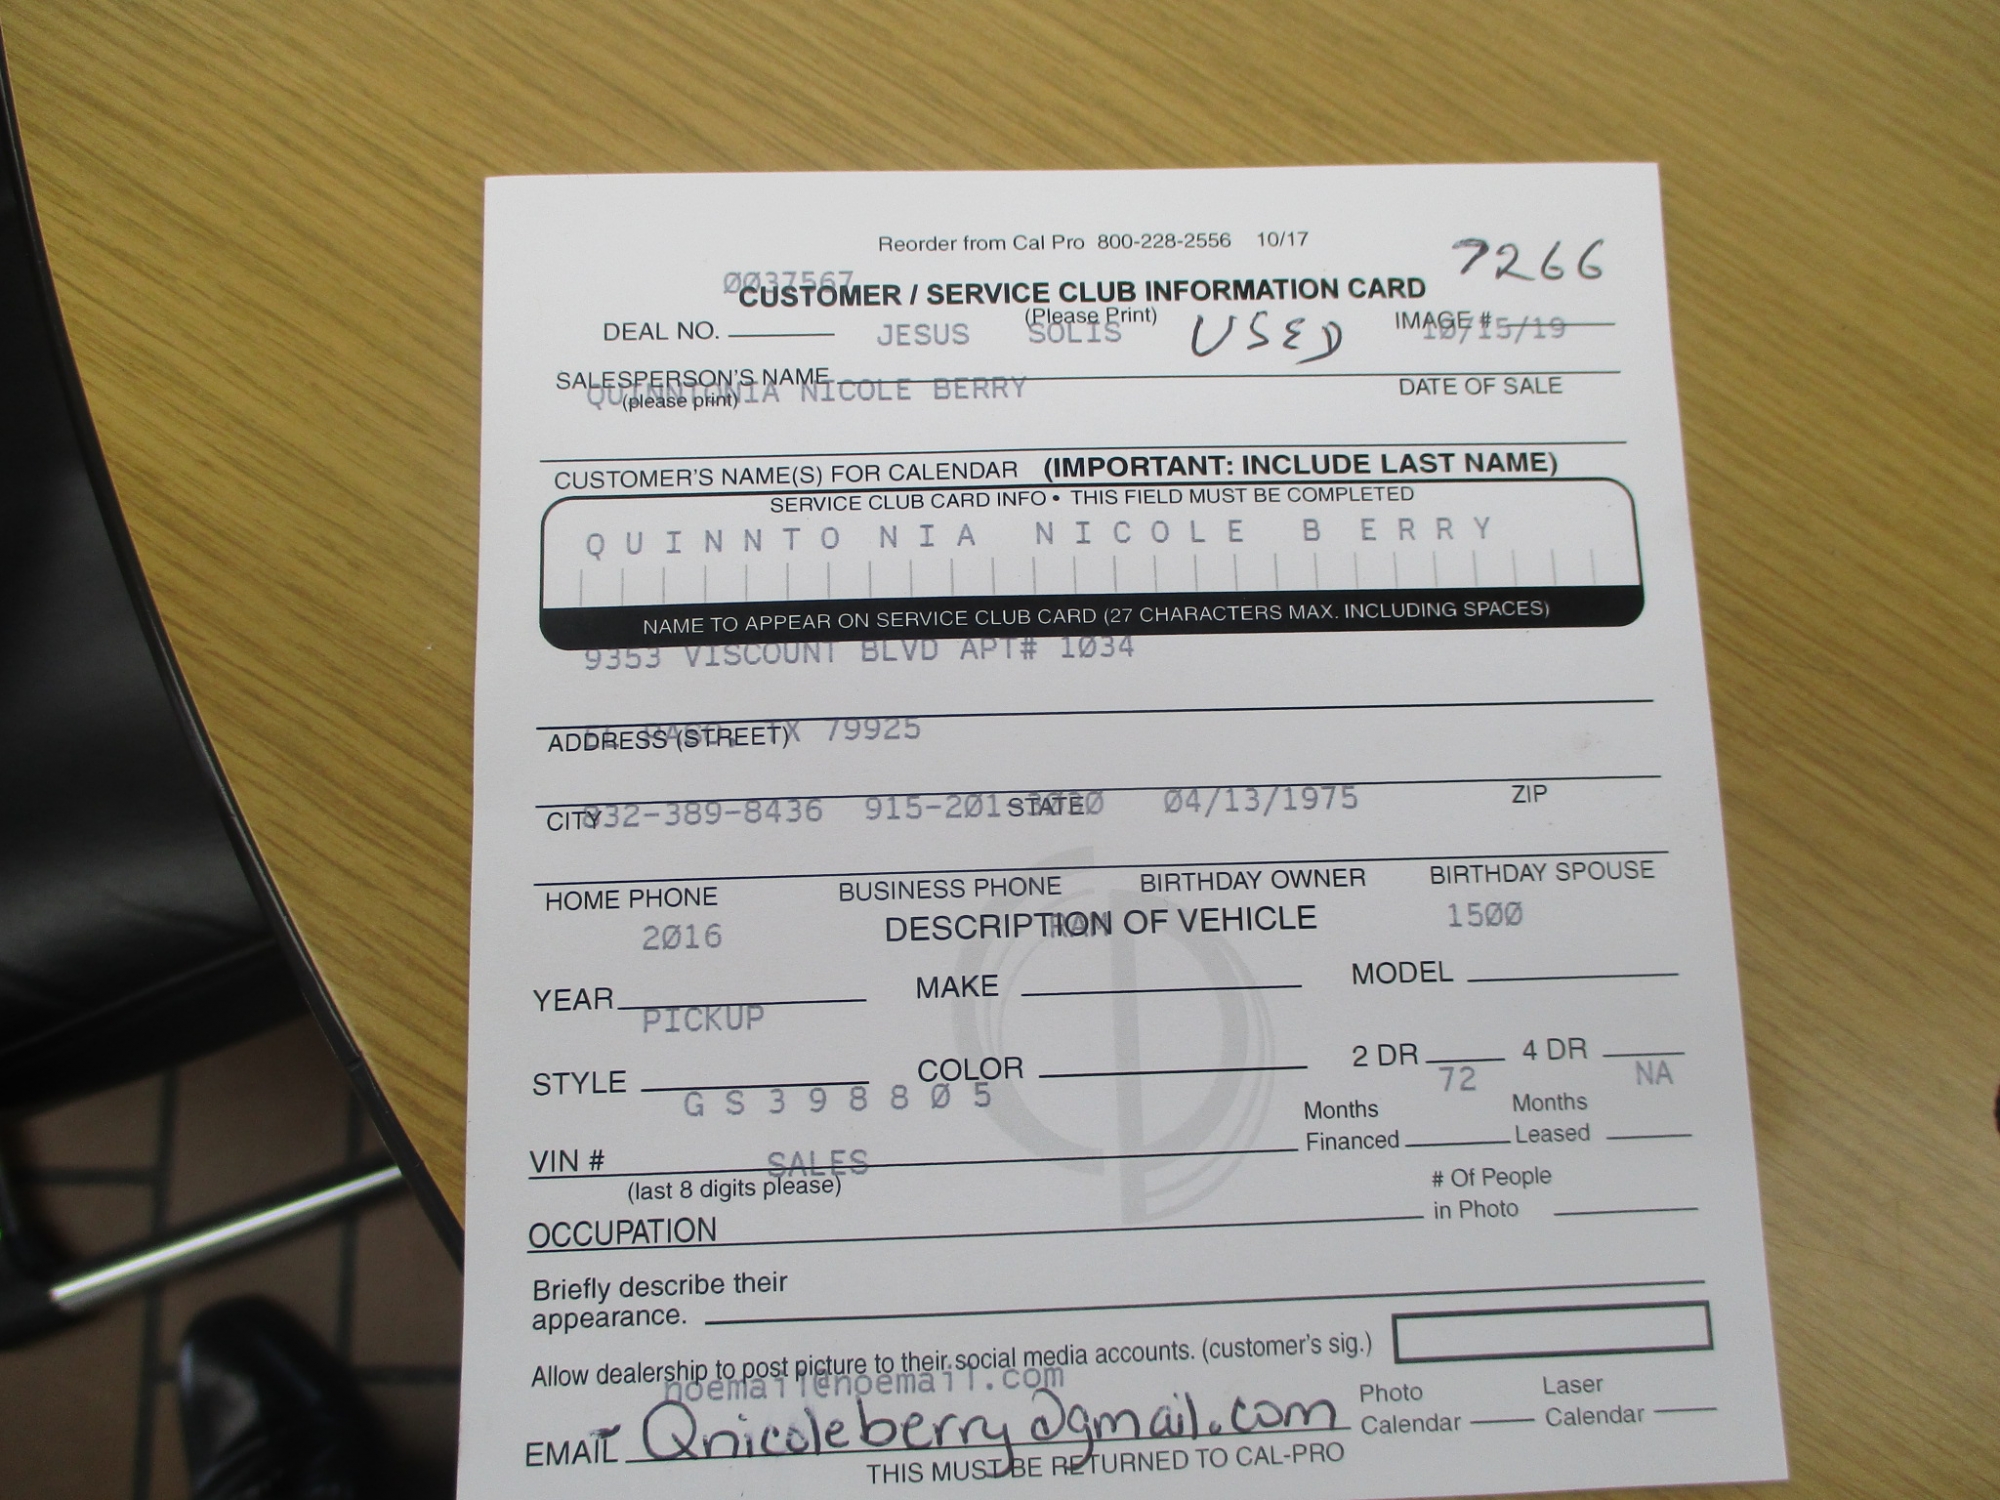 Reorder from Cal Pro 800-228-2556 10/17
7266
0037567
CUSTOMER / SERVICE CLUB INFORMATION CARD
(Please Print)
DEAL NO. JESUS SOLIS USED IMAGE # 10/15/19
SALESPERSON'S NAME
(please print)
DATE OF SALE
QUINNTONIA NICOLE BERRY
CUSTOMER'S NAME(S) FOR CALENDAR (IMPORTANT: INCLUDE LAST NAME)
SERVICE CLUB CARD INFO • THIS FIELD MUST BE COMPLETED
QUINNTONIA NICOLE BERRY
NAME TO APPEAR ON SERVICE CLUB CARD (27 CHARACTERS MAX. INCLUDING SPACES)
9353 VISCOUNT BLVD APT# 1034
ADDRESS (STREET)
EL PASO, TX 79925
CITY STATE ZIP
832-389-8436 915-201- 04/13/1975
HOME PHONE BUSINESS PHONE BIRTHDAY OWNER BIRTHDAY SPOUSE
DESCRIPTION OF VEHICLE
2016 RAM 1500
YEAR MAKE MODEL
PICKUP
STYLE COLOR 2 DR 4 DR
GS398805 72 NA
VIN # Months Financed Months Leased
(last 8 digits please)
SALES
OCCUPATION # Of People in Photo
Briefly describe their
appearance.
Allow dealership to post picture to their social media accounts. (customer's sig.)
noemail@noemail.com
EMAIL Qnicoleberry@gmail.com Photo Calendar Laser Calendar
THIS MUST BE RETURNED TO CAL-PRO